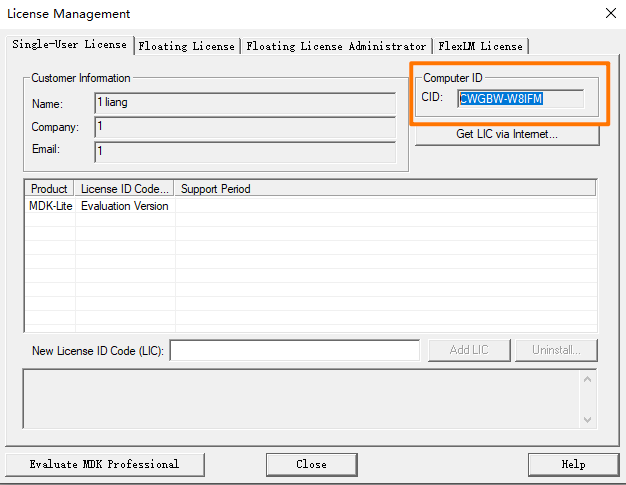 License Management
Single-User License
Floating License
Floating License Administrator
FlexLM License
Customer Information
Name: 1 liang
Company: 1
Email: 1
Computer ID
CID: CWGBW-W8IFM
Get LIC via Internet...
Product License ID Code... Support Period
MDK-Lite Evaluation Version
New License ID Code (LIC):
Add LIC
Uninstall...
Evaluate MDK Professional
Close
Help